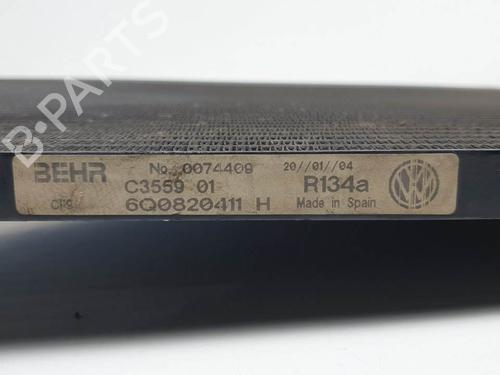 B-PARTS
BEHR No. 0074409 20//01//04
C3559 01 R134a
6Q0820411 H Made in Spain